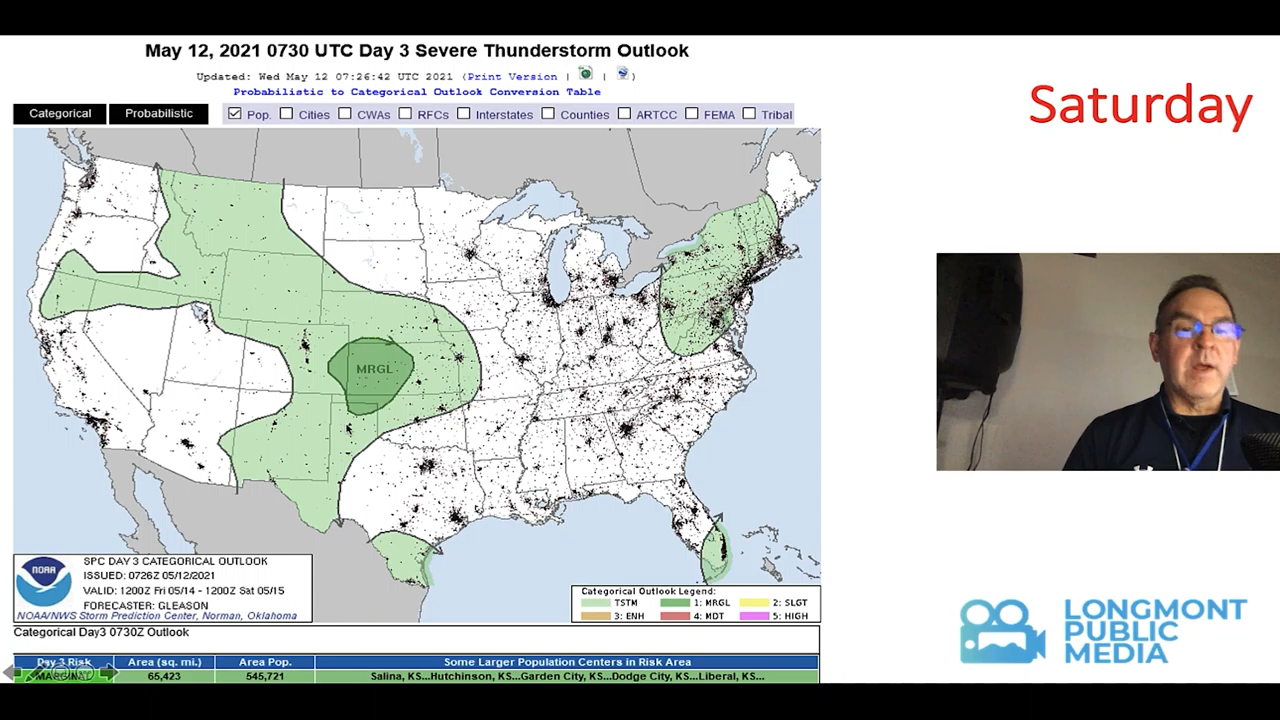 May 12, 2021 0730 UTC Day 3 Severe Thunderstorm Outlook
Updated: Wed May 12 07:26:42 UTC 2021 (Print Version | | )
Probabilistic to Categorical Outlook Conversion Table
Categorical Probabilistic Pop. Cities CWAs RFCs Interstates Counties ARTCC FEMA Tribal
Saturday
MRGL
NOAA
SPC DAY 3 CATEGORICAL OUTLOOK
ISSUED: 0726Z 05/12/2021
VALID: 1200Z Fri 05/14 - 1200Z Sat 05/15
FORECASTER: GLEASON
NOAA/NWS Storm Prediction Center, Norman, Oklahoma
Categorical Outlook Legend:
TSTM 1: MRGL 2: SLGT
3: ENH 4: MDT 5: HIGH
Categorical Day3 0730Z Outlook
Day 3 Risk Area (sq. mi.) Area Pop. Some Larger Population Centers in Risk Area
MARGINAL 65,423 545,721 Salina, KS...Hutchinson, KS...Garden City, KS...Dodge City, KS...Liberal, KS...
LONGMONT
PUBLIC
MEDIA